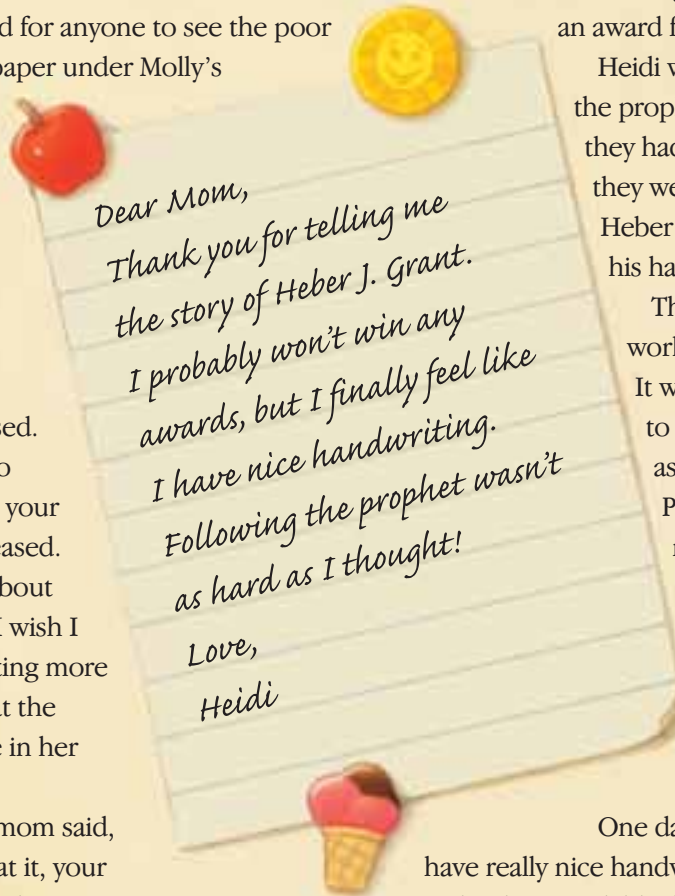 d for anyone to see the poor
paper under Molly's
sed.
o
your
eased.
bout
I wish I
ting more
at the
e in her
mom said,
at it, your
Dear Mom,
Thank you for telling me
the story of Heber J. Grant.
I probably won't win any
awards, but I finally feel like
I have nice handwriting.
Following the prophet wasn't
as hard as I thought!
Love,
Heidi
an award f
Heidi w
the prop
they had
they we
Heber
his ha
Th
work
It w
to
as
P
One da
have really nice handw